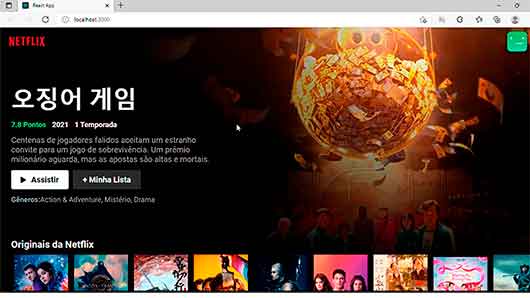 React App
localhost:3000
NETFLIX
오징어 게임
7.8 Pontos 2021 1 Temporada
Centenas de jogadores falidos aceitam um estranho
convite para um jogo de sobrevivência. Um prêmio
milionário aguarda, mas as apostas são altas e mortais.
Assistir
+ Minha Lista
Gêneros:Action & Adventure, Mistério, Drama
Originais da Netflix